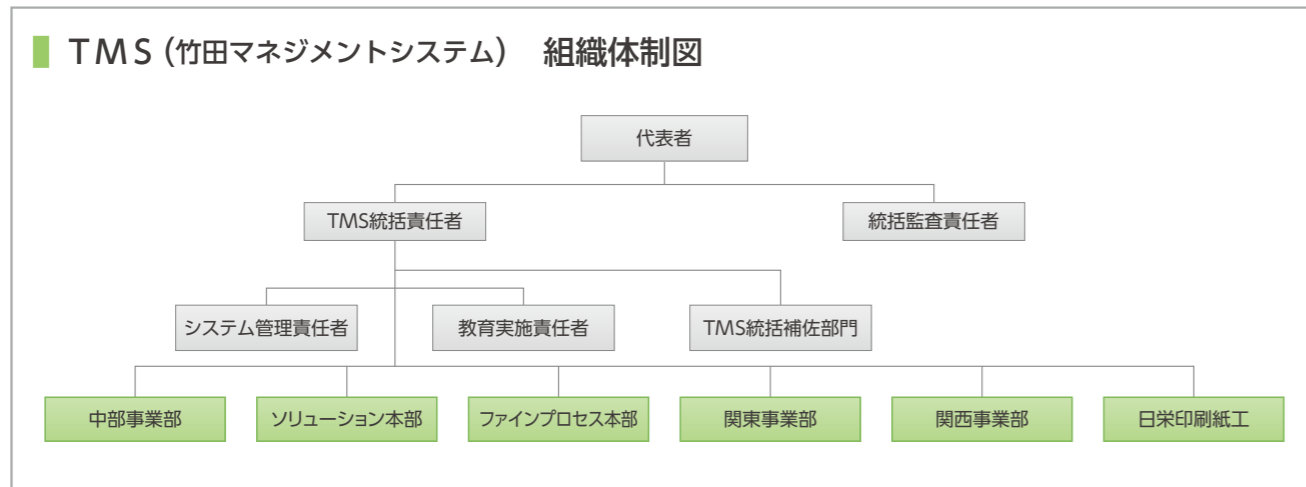 TMS（竹田マネジメントシステム）　組織体制図
代表者
TMS統括責任者
統括監査責任者
システム管理責任者
教育実施責任者
TMS統括補佐部門
中部事業部
ソリューション本部
ファインプロセス本部
関東事業部
関西事業部
日栄印刷紙工